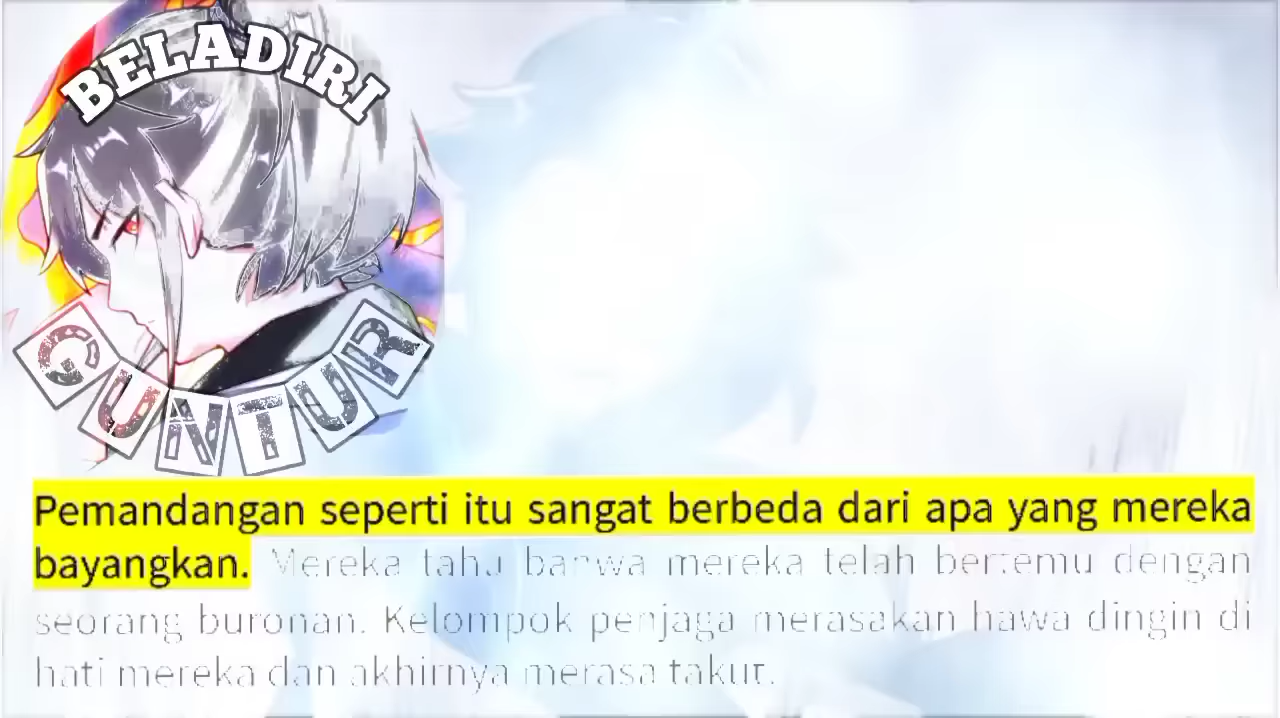 BELADIRI
GUNTUR
Pemandangan seperti itu sangat berbeda dari apa yang mereka
bayangkan. Mereka tahu bahwa mereka telah bertemu dengan
seorang buronan. Kelompok penjaga merasakan hawa dingin di
hati mereka dan akhirnya merasa takut.